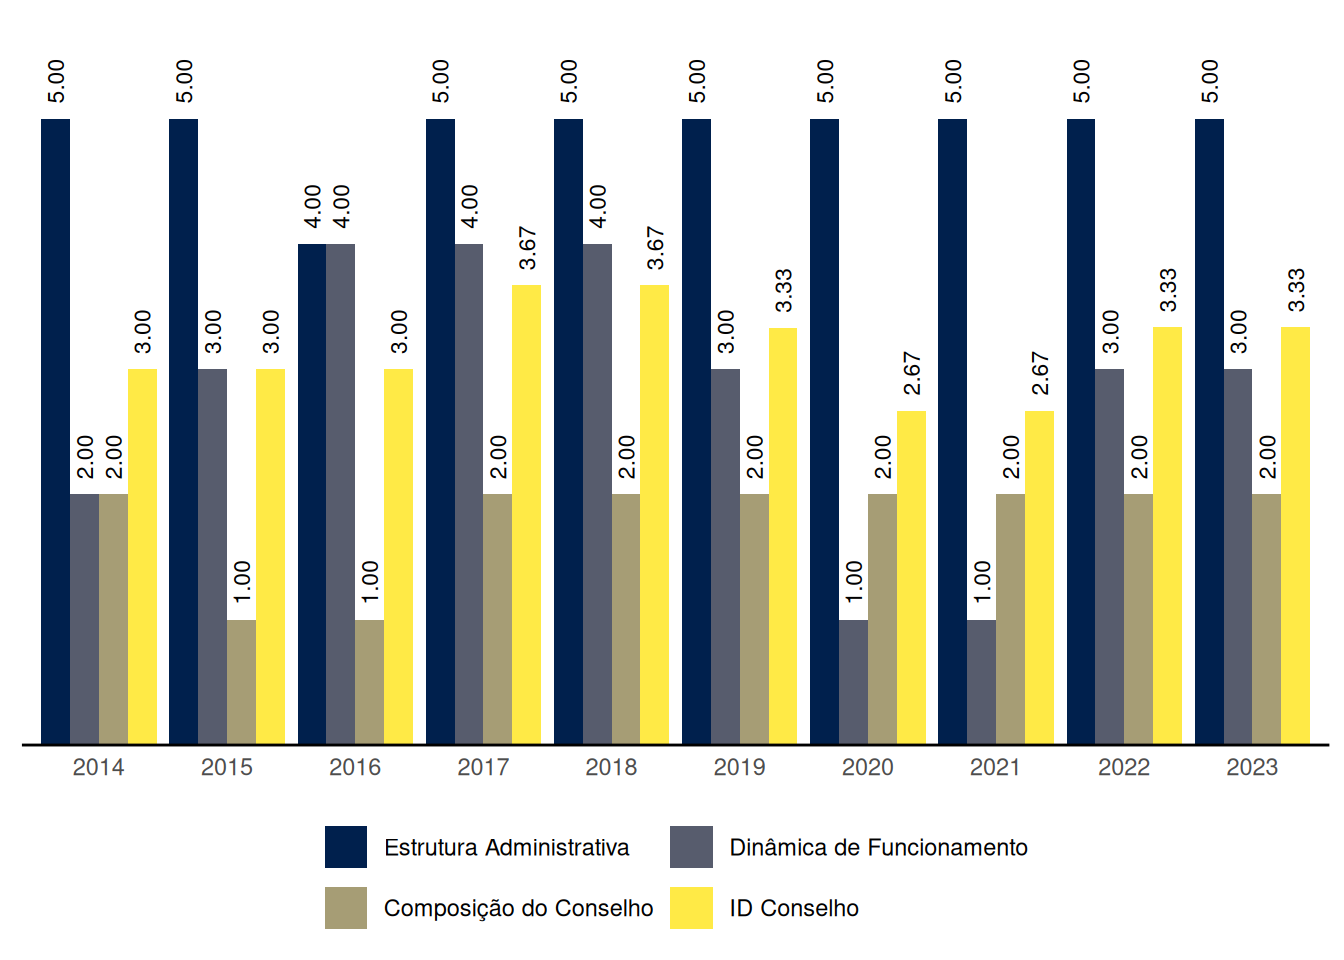 5.00 5.00 5.00 5.00 5.00 5.00 5.00 5.00 5.00
4.00 4.00 4.00 4.00
3.67 3.67
3.33 3.33 3.33
3.00 3.00 3.00 3.00 3.00 3.00 3.00
2.67 2.67
2.00 2.00 2.00 2.00 2.00 2.00 2.00 2.00 2.00
1.00 1.00 1.00 1.00
2014 2015 2016 2017 2018 2019 2020 2021 2022 2023
Estrutura Administrativa Dinâmica de Funcionamento
Composição do Conselho ID Conselho